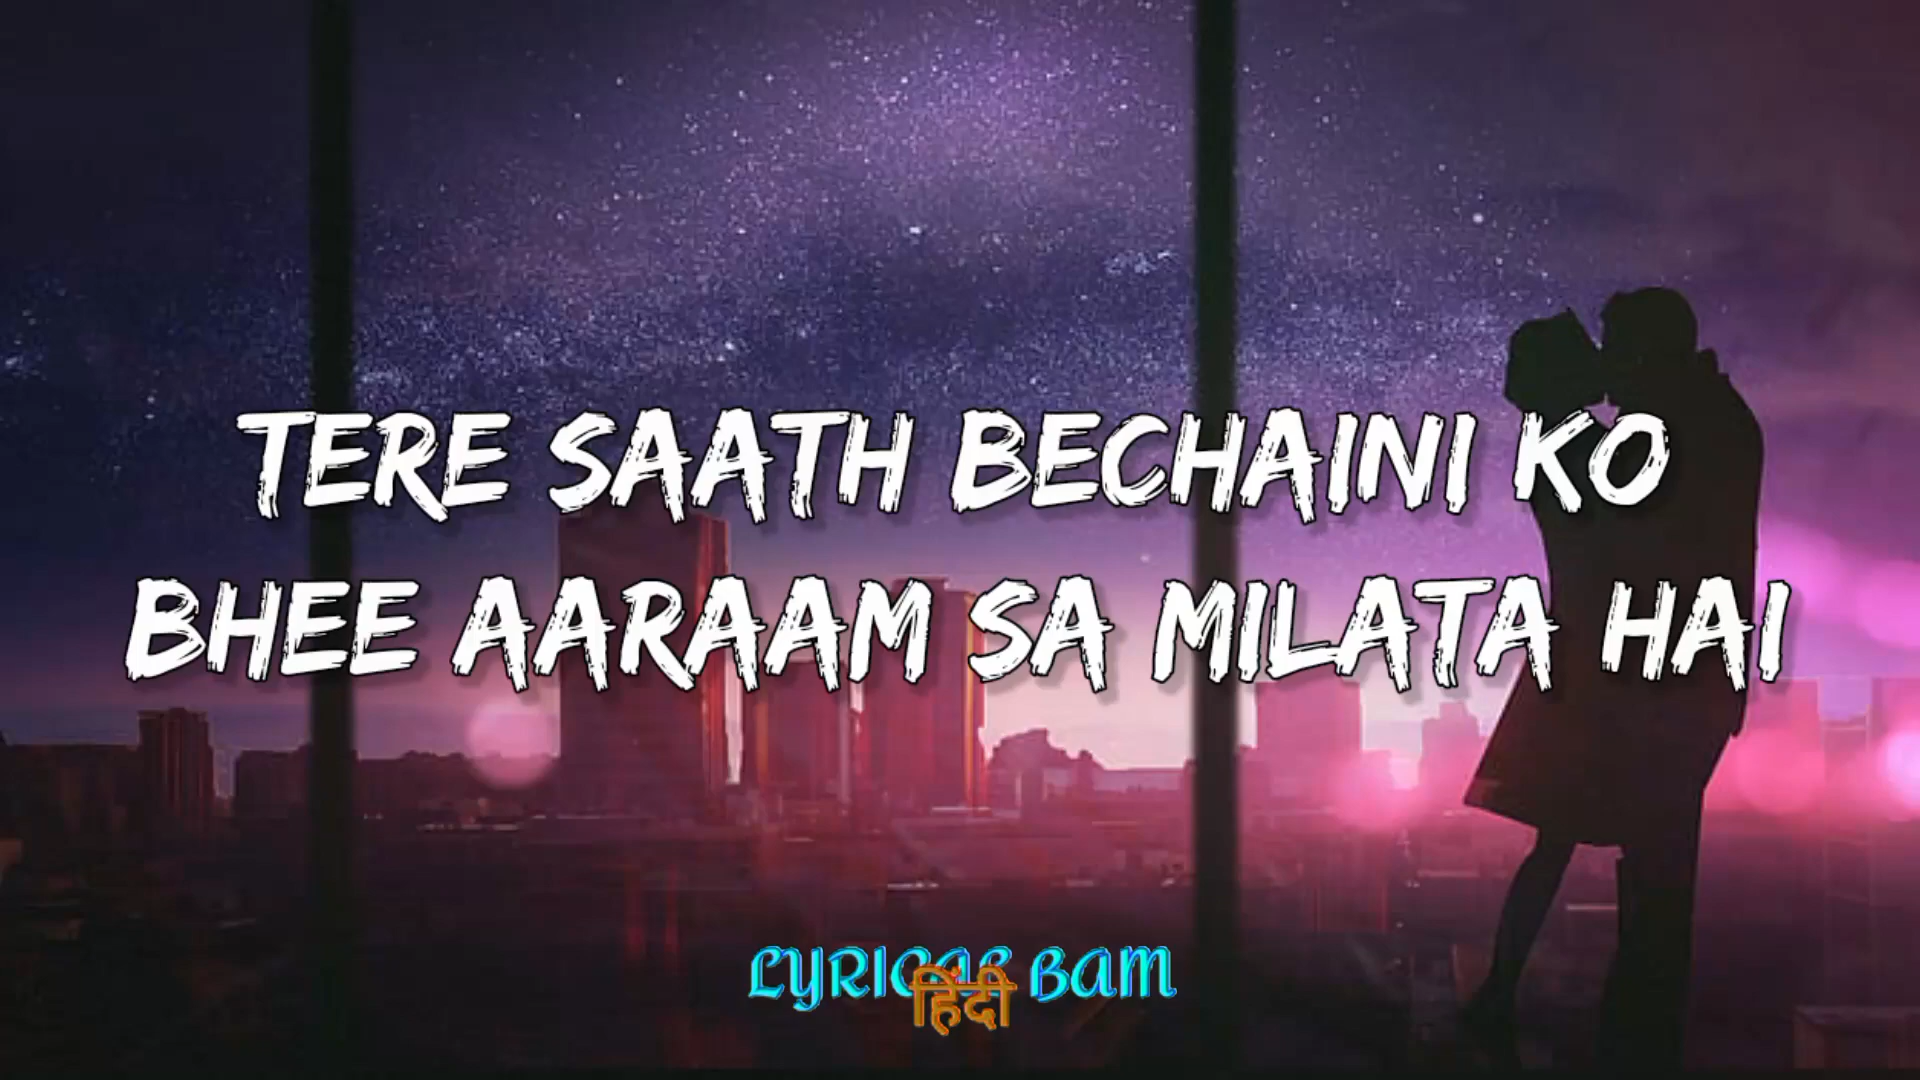 TERE SAATH BECHAINI KO
BHEE AARAAM SA MILATA HAI
LYRICAL BAM
हिंदी